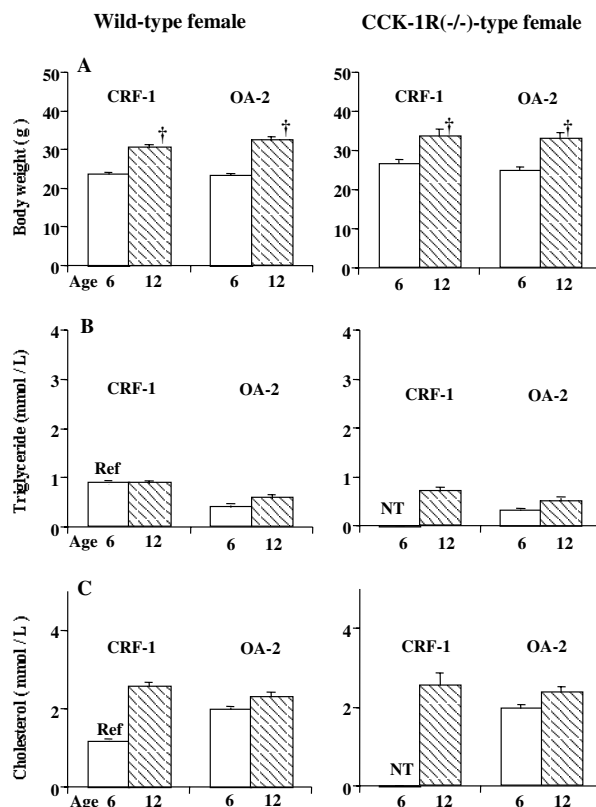 Wild-type female CCK-1R(-/-)-type female
A
Body weight (g)
50
40
30
20
10
0
CRF-1 OA-2
† †
Age 6 12 6 12
50
40
30
20
10
0
CRF-1 OA-2
† †
6 12 6 12
B
Triglyceride (mmol / L)
4
3
2
1
0
CRF-1 OA-2
Ref
Age 6 12 6 12
4
3
2
1
0
CRF-1 OA-2
NT
6 12 6 12
C
Cholesterol ( mmol / L)
4
2
0
CRF-1 OA-2
Ref
Age 6 12 6 12
4
2
0
CRF-1 OA-2
NT
6 12 6 12